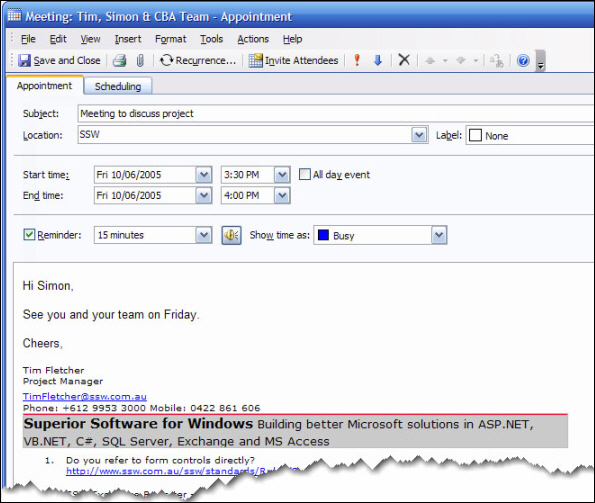 Meeting: Tim, Simon & CBA Team - Appointment
File Edit View Insert Format Tools Actions Help
Save and Close Recurrence... Invite Attendees
Appointment Scheduling
Subject: Meeting to discuss project
Location: SSW Label: None
Start time: Fri 10/06/2005 3:30 PM All day event
End time: Fri 10/06/2005 4:00 PM
Reminder: 15 minutes Show time as: Busy
Hi Simon,
See you and your team on Friday.
Cheers,
Tim Fletcher
Project Manager
TimFletcher@ssw.com.au
Phone: +612 9953 3000 Mobile: 0422 861 606
Superior Software for Windows Building better Microsoft solutions in ASP.NET,
VB.NET, C#, SQL Server, Exchange and MS Access
1. Do you refer to form controls directly?
http://www.ssw.com.au/ssw/standards/